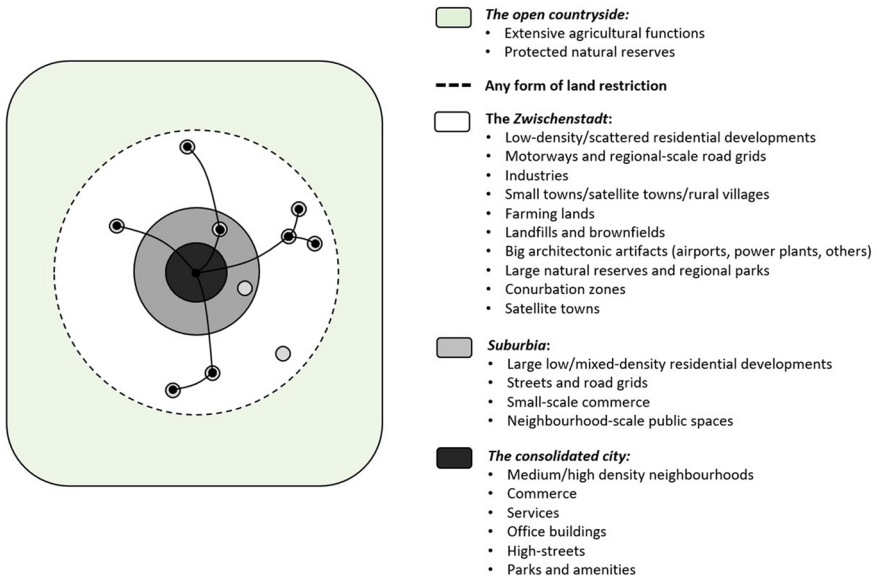 The open countryside:
• Extensive agricultural functions
• Protected natural reserves
Any form of land restriction
The Zwischenstadt:
• Low-density/scattered residential developments
• Motorways and regional-scale road grids
• Industries
• Small towns/satellite towns/rural villages
• Farming lands
• Landfills and brownfields
• Big architectonic artifacts (airports, power plants, others)
• Large natural reserves and regional parks
• Conurbation zones
• Satellite towns
Suburbia:
• Large low/mixed-density residential developments
• Streets and road grids
• Small-scale commerce
• Neighbourhood-scale public spaces
The consolidated city:
• Medium/high density neighbourhoods
• Commerce
• Services
• Office buildings
• High-streets
• Parks and amenities